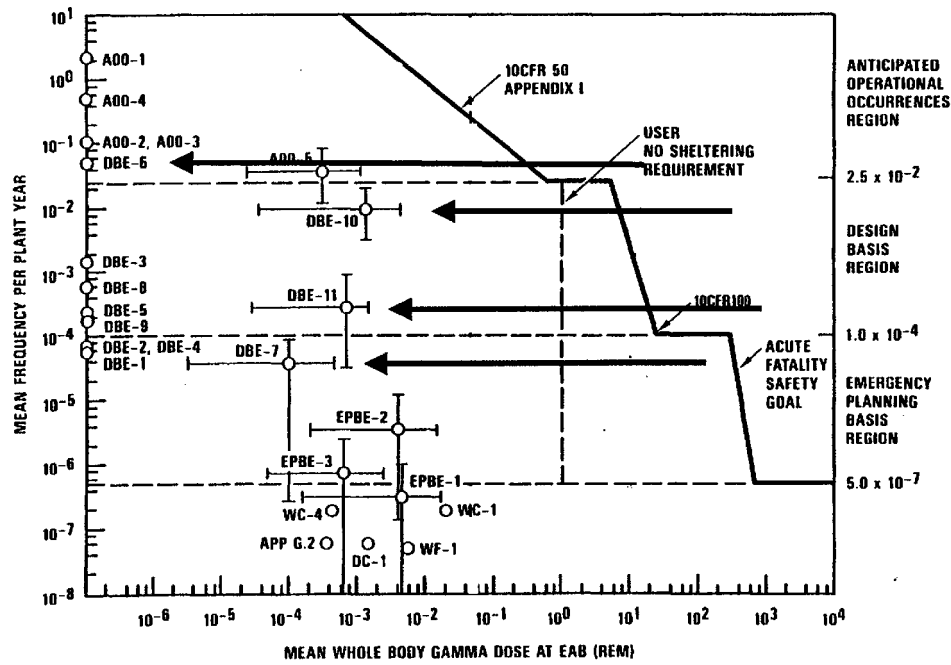 10^1
10^0
10^-1
10^-2
10^-3
10^-4
10^-5
10^-6
10^-7
10^-8
MEAN FREQUENCY PER PLANT YEAR
AOO-1
AOO-4
AOO-2, AOO-3
DBE-6
DBE-3
DBE-8
DBE-5
DBE-9
DBE-2, DBE-4
DBE-1
AOO-5
DBE-10
DBE-11
DBE-7
EPBE-2
EPBE-3
EPBE-1
WC-4
WC-1
APP G.2
DC-1
WF-1
10CFR 50
APPENDIX I
USER
NO SHELTERING
REQUIREMENT
10CFR100
ACUTE
FATALITY
SAFETY
GOAL
ANTICIPATED
OPERATIONAL
OCCURRENCES
REGION
2.5 x 10^-2
DESIGN
BASIS
REGION
1.0 x 10^-4
EMERGENCY
PLANNING
BASIS
REGION
5.0 x 10^-7
10^-6
10^-5
10^-4
10^-3
10^-2
10^-1
10^0
10^1
10^2
10^3
10^4
MEAN WHOLE BODY GAMMA DOSE AT EAB (REM)